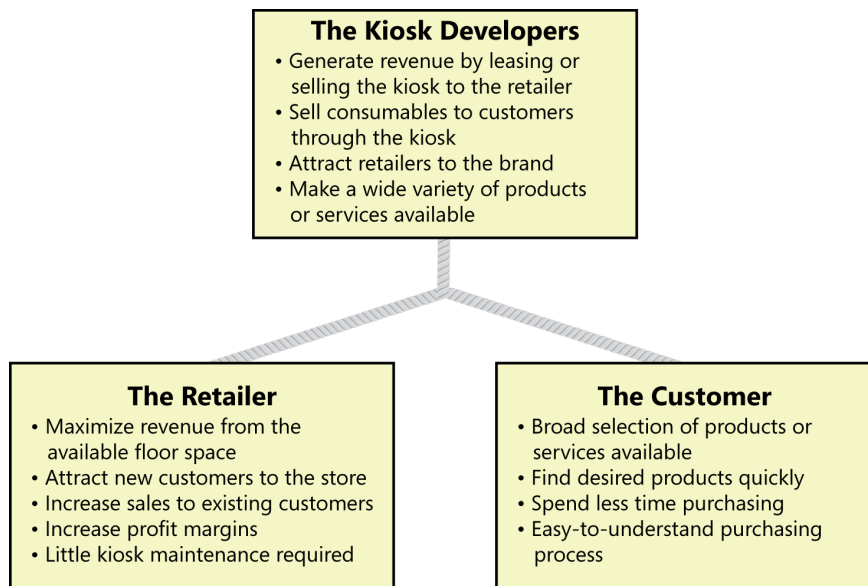 The Kiosk Developers
• Generate revenue by leasing or
selling the kiosk to the retailer
• Sell consumables to customers
through the kiosk
• Attract retailers to the brand
• Make a wide variety of products
or services available
The Retailer
• Maximize revenue from the
available floor space
• Attract new customers to the store
• Increase sales to existing customers
• Increase profit margins
• Little kiosk maintenance required
The Customer
• Broad selection of products or
services available
• Find desired products quickly
• Spend less time purchasing
• Easy-to-understand purchasing
process